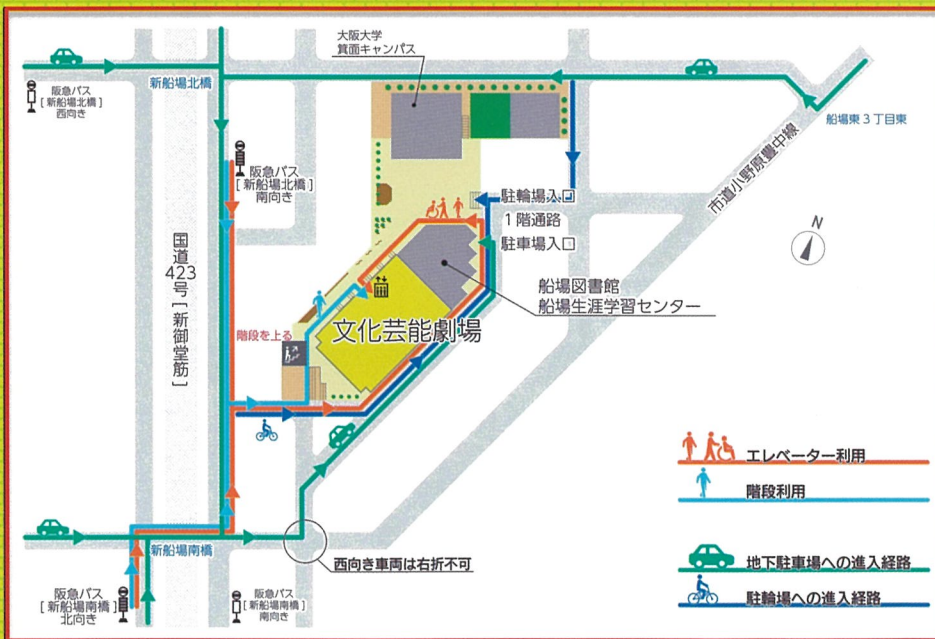 大阪大学
箕面キャンパス
新船場北橋
阪急バス
[新船場北橋]
西向き
船場東3丁目東
阪急バス
[新船場北橋]
南向き
市道小野原豊中線
駐輪場入口
1階通路
駐車場入口
N
国道423号[新御堂筋]
船場図書館
船場生涯学習センター
文化芸能劇場
階段を上る
エレベーター利用
階段利用
新船場南橋
西向き車両は右折不可
地下駐車場への進入経路
駐輪場への進入経路
阪急バス
[新船場南橋]
北向き
阪急バス
[新船場南橋]
南向き